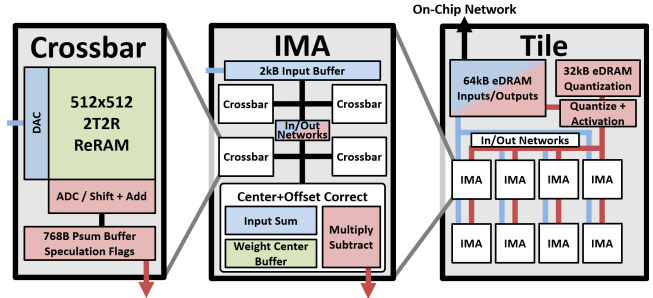 On-Chip Network
Crossbar
DAC
512x512
2T2R
ReRAM
ADC / Shift + Add
768B Psum Buffer
Speculation Flags
IMA
2kB Input Buffer
Crossbar
Crossbar
In/Out
Networks
Crossbar
Crossbar
Center+Offset Correct
Input Sum
Weight Center
Buffer
Multiply
Subtract
Tile
64kB eDRAM
Inputs/Outputs
32kB eDRAM
Quantization
Quantize +
Activation
In/Out Networks
IMA
IMA
IMA
IMA
IMA
IMA
IMA
IMA